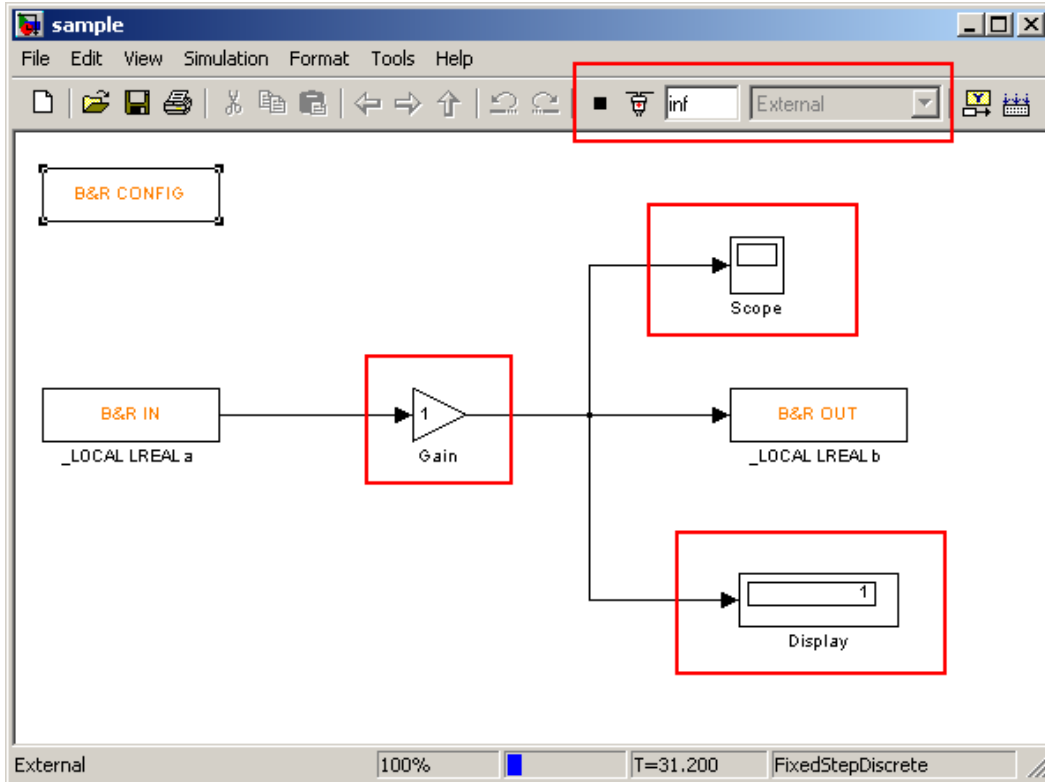 sample
File Edit View Simulation Format Tools Help
inf External
B&R CONFIG
Scope
B&R IN
1
B&R OUT
_LOCAL LREAL a
Gain
_LOCAL LREAL b
1
Display
External 100% T=31.200 FixedStepDiscrete